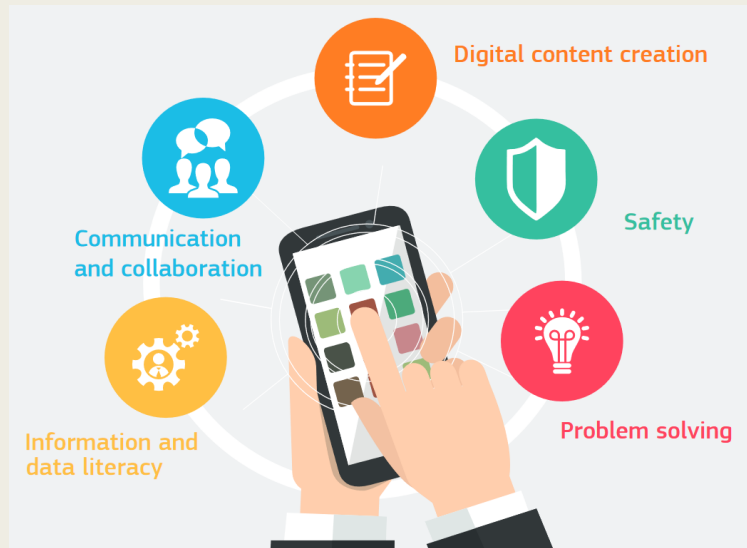 Digital content creation
Communication
and collaboration
Safety
Information and
data literacy
Problem solving